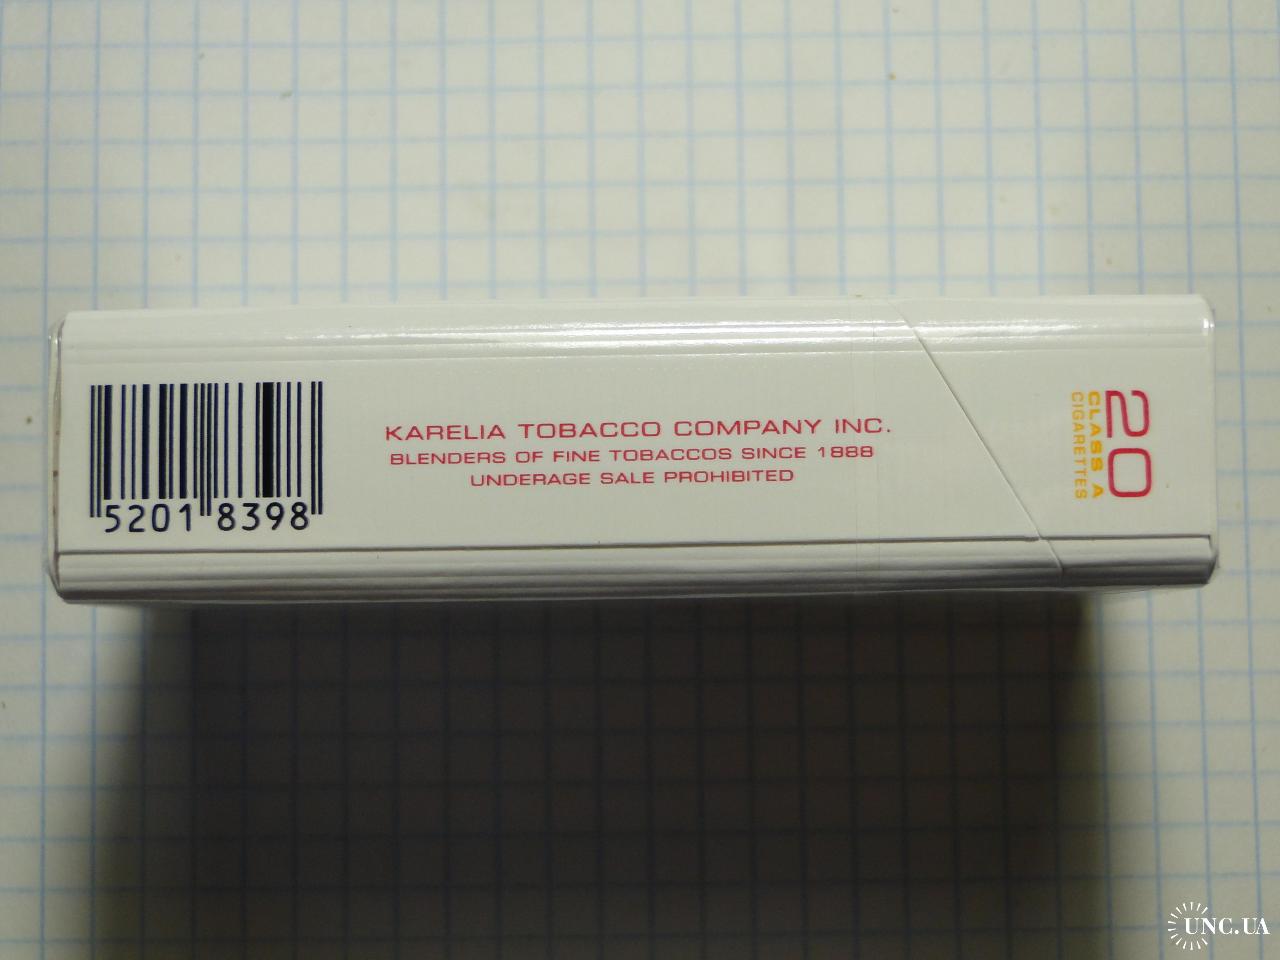 KARELIA TOBACCO COMPANY INC.
BLENDERS OF FINE TOBACCOS SINCE 1888
UNDERAGE SALE PROHIBITED
5201 8398
20
CLASS A
CIGARETTES
UNC.UA